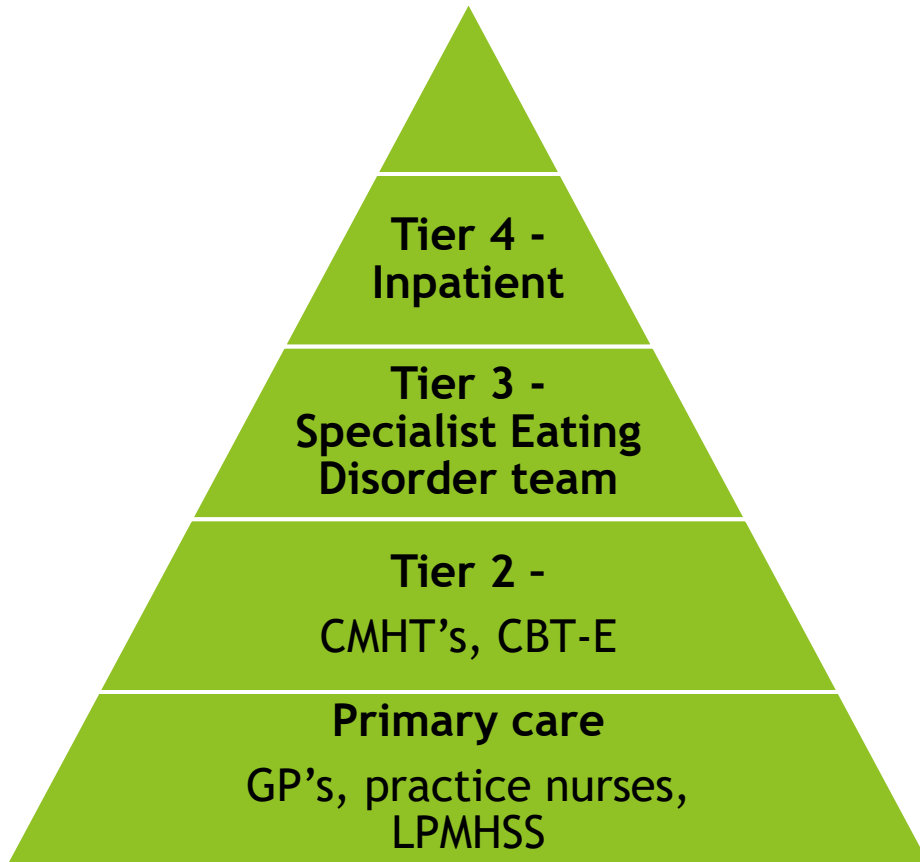 Tier 4 -
Inpatient
Tier 3 -
Specialist Eating
Disorder team
Tier 2 –
CMHT’s, CBT-E
Primary care
GP’s, practice nurses,
LPMHSS